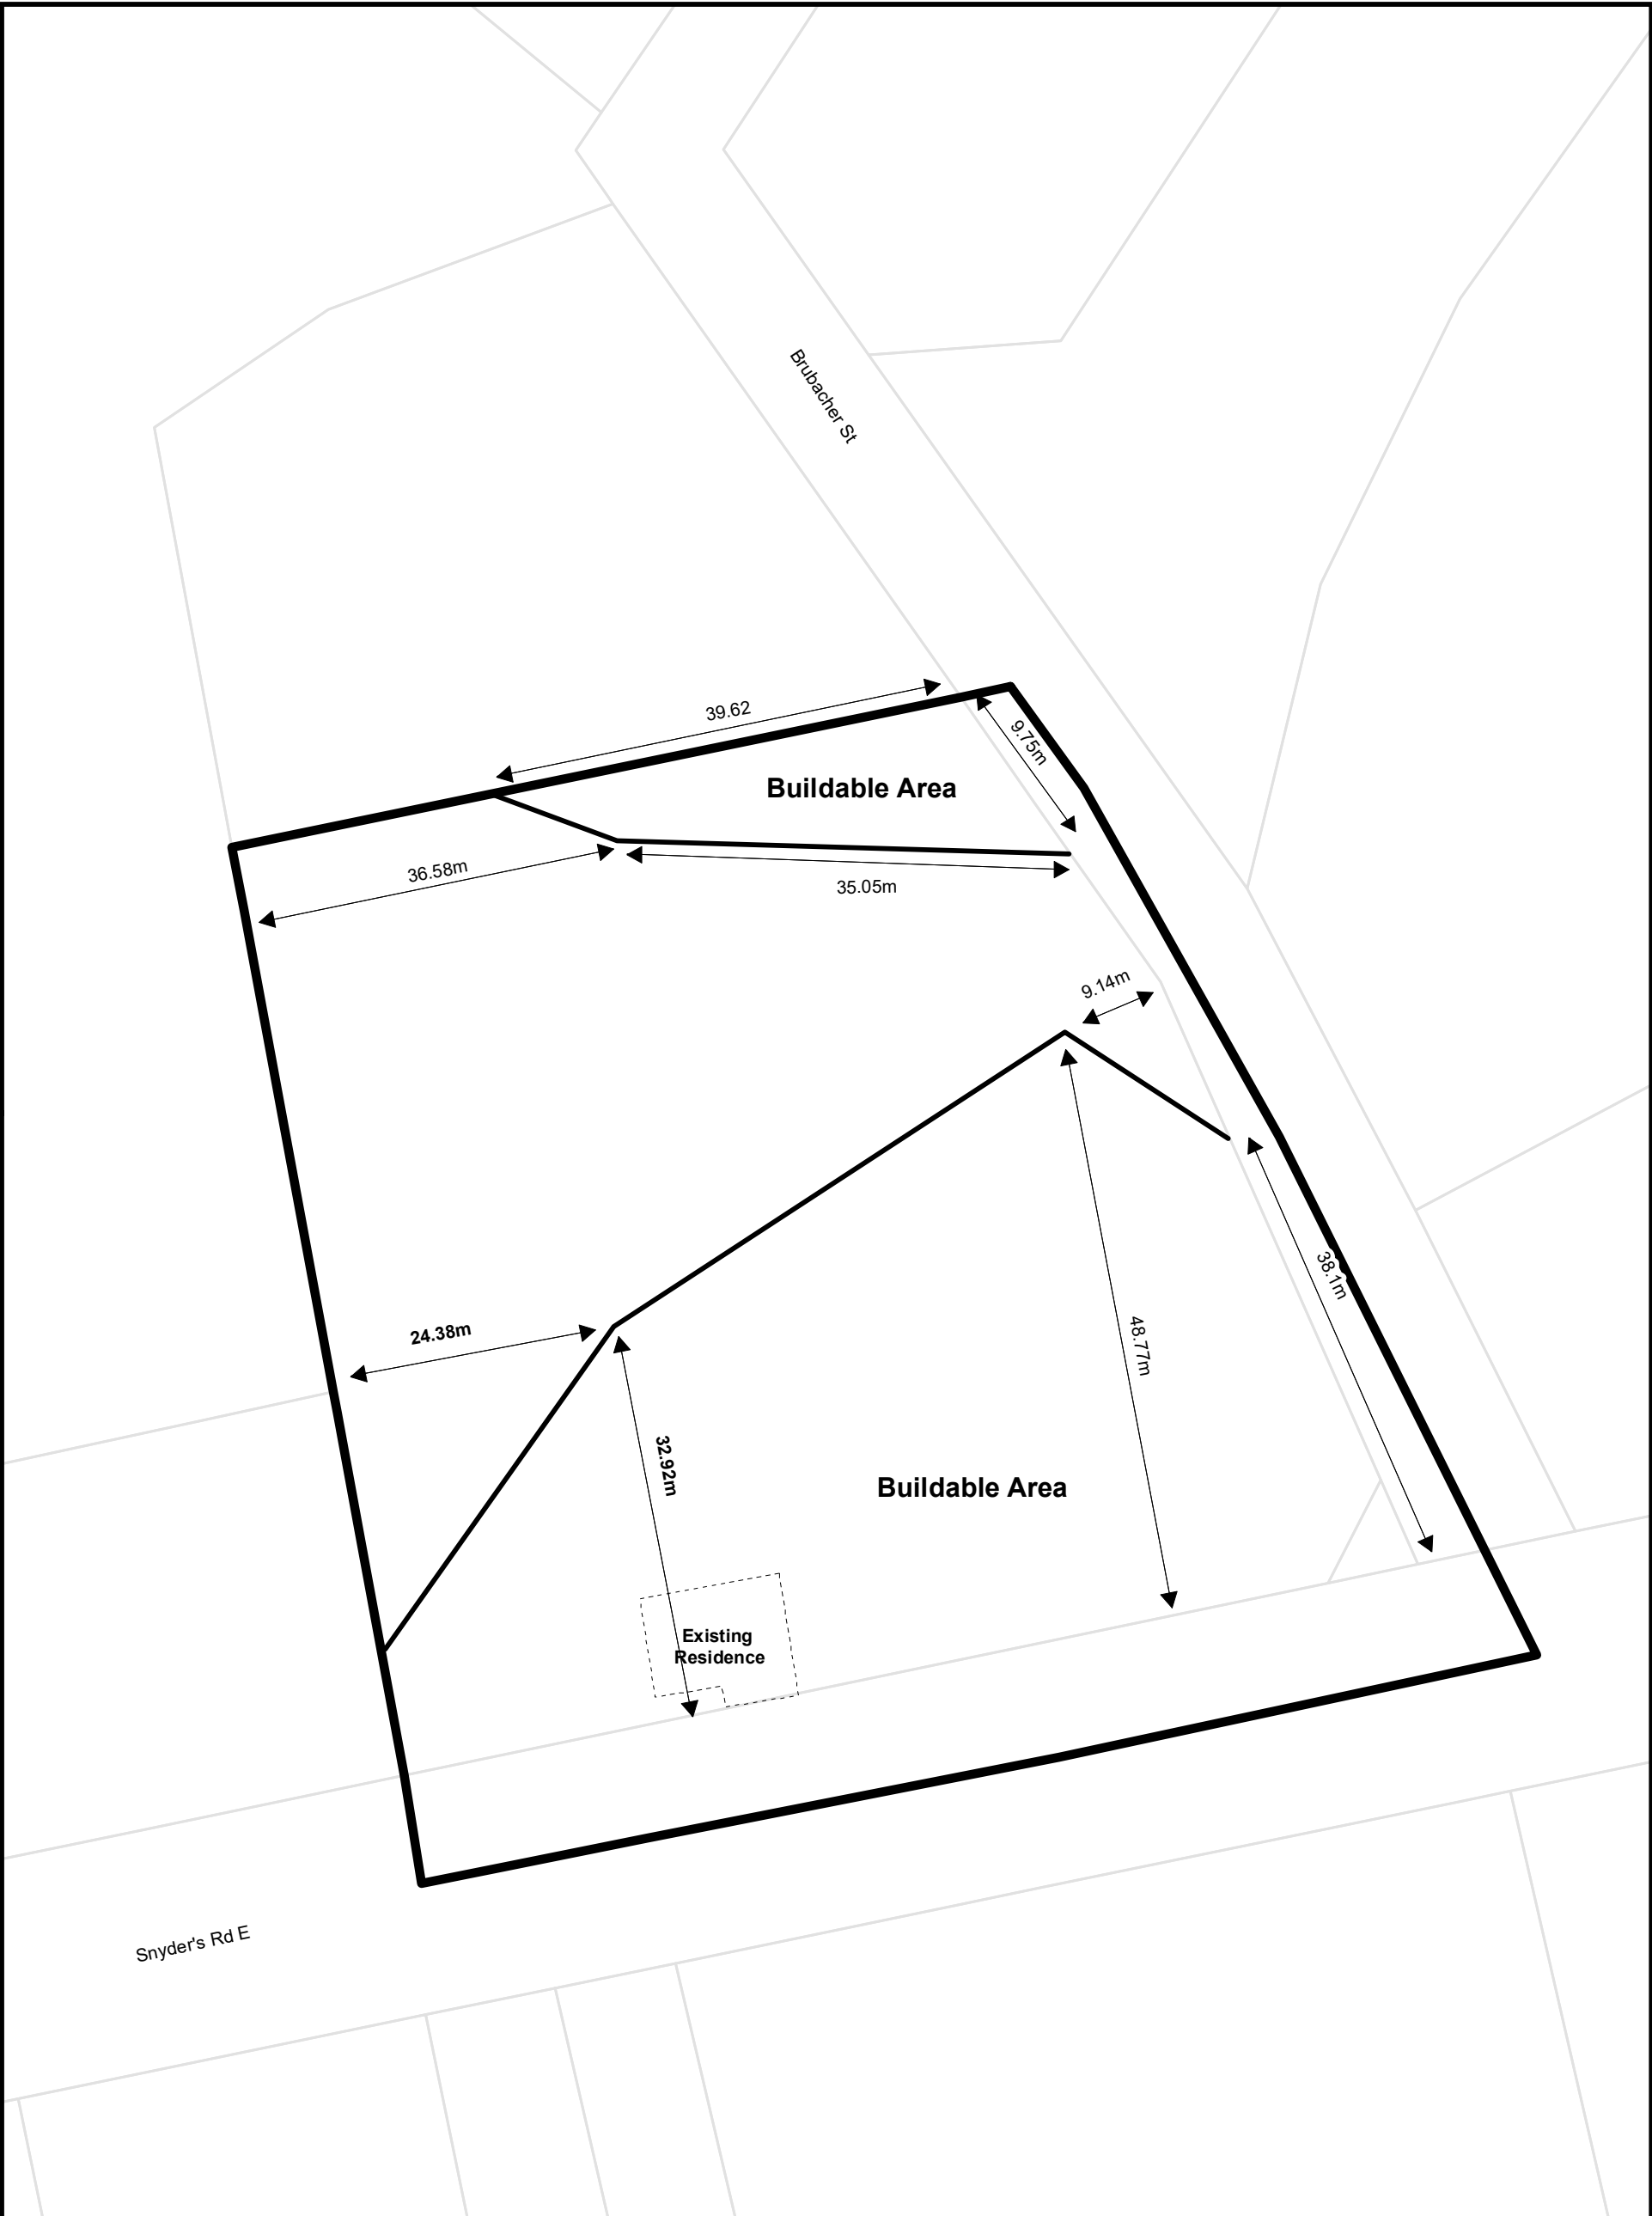 Brubacher St
39.62
9.75m
Buildable Area
36.58m
35.05m
9.14m
38.1m
24.38m
48.77m
32.92m
Buildable Area
Existing
Residence
Snyder's Rd E